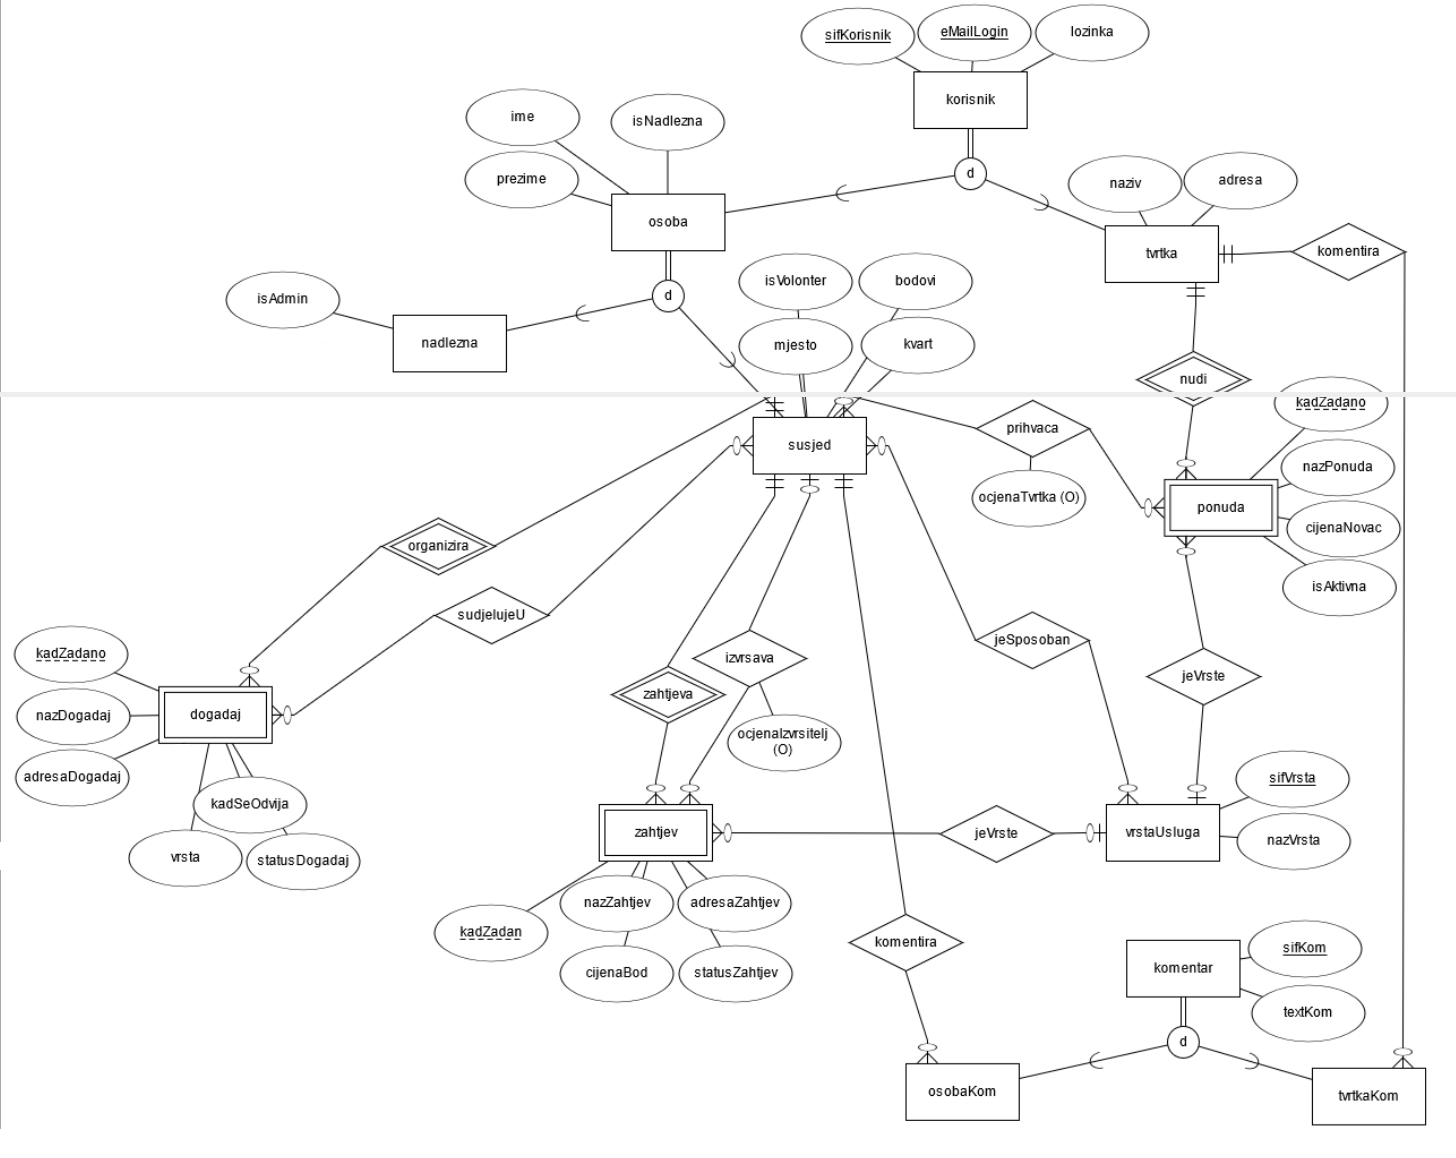 sifKorisnik
eMailLogin
lozinka
korisnik
ime
isNadlezna
prezime
osoba
d
naziv
adresa
tvrtka
komentira
isAdmin
nadlezna
d
isVolonter
bodovi
mjesto
kvart
nudi
kadZadano
susjed
prihvaca
nazPonuda
ocjenaTvrtka (O)
ponuda
cijenaNovac
isAktivna
organizira
sudjelujeU
jeSposoban
izvrsava
zahtjeva
jeVrste
kadZadano
nazDogadaj
dogadaj
adresaDogadaj
ocjenaIzvrsitelj
(O)
kadSeOdvija
vrsta
statusDogadaj
zahtjev
jeVrste
vrstaUsluga
sifVrsta
nazVrsta
nazZahtjev
adresaZahtjev
kadZadan
cijenaBod
statusZahtjev
komentira
komentar
sifKom
textKom
d
osobaKom
tvrtkaKom